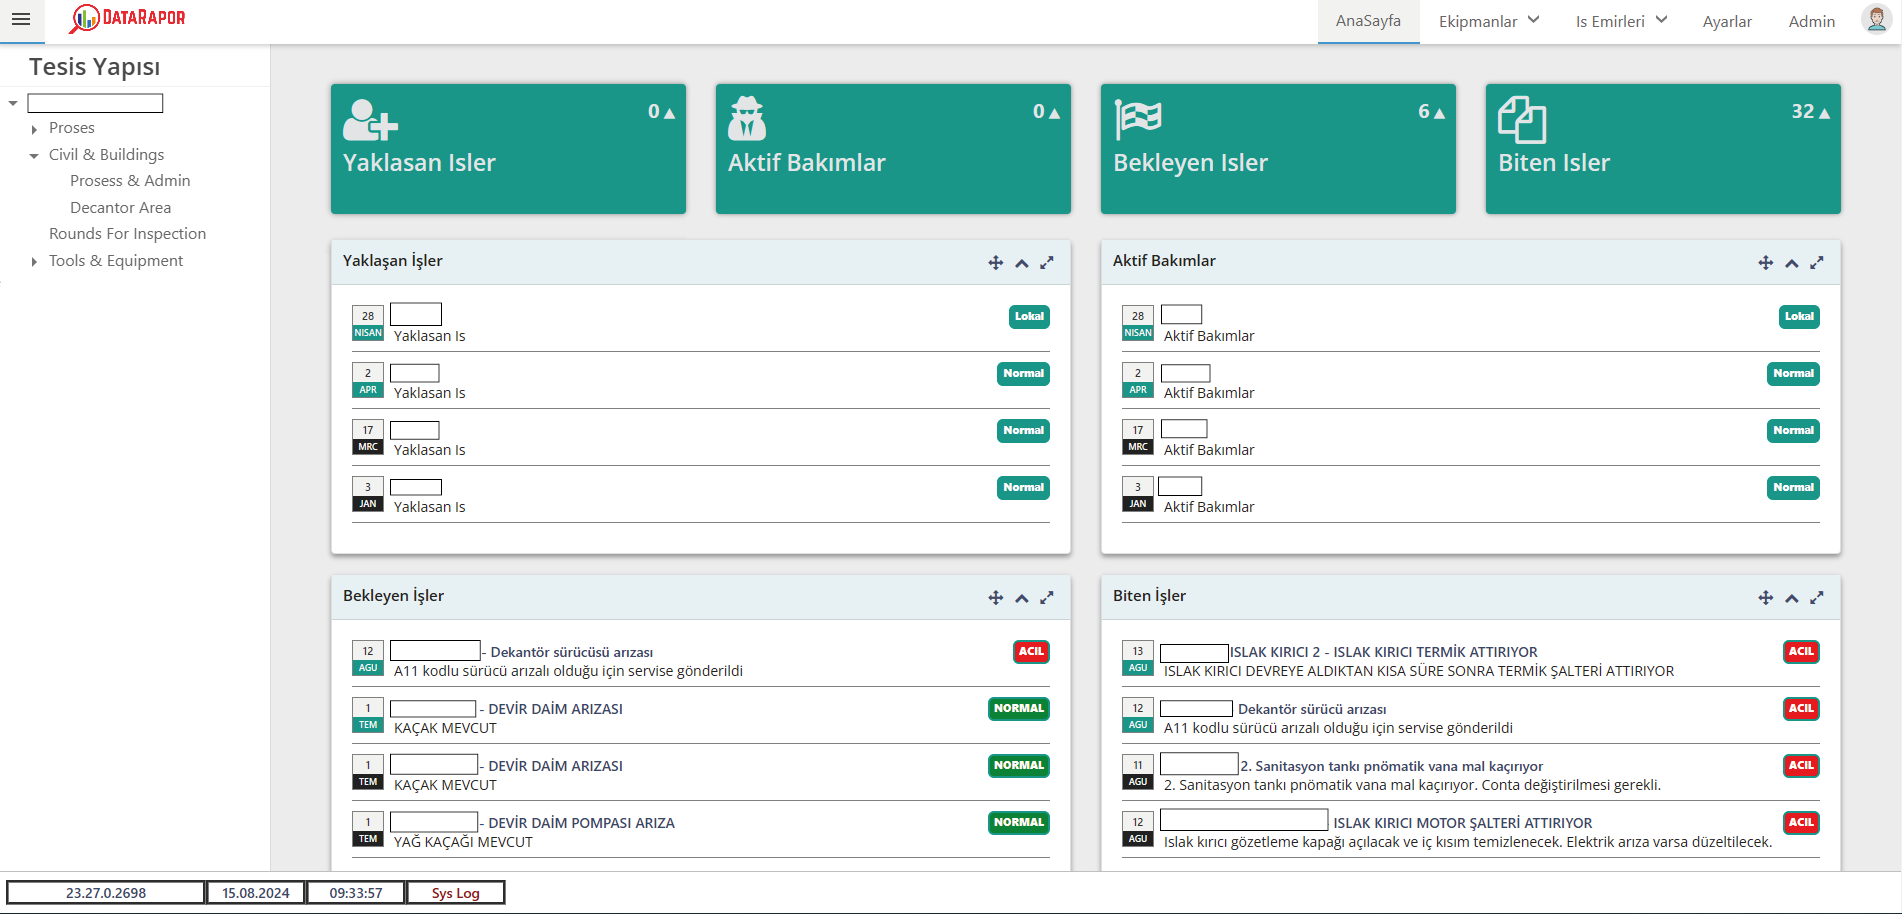 DATARAPOR
AnaSayfa
Ekipmanlar
Is Emirleri
Ayarlar
Admin
Tesis Yapısı
Proses
Civil & Buildings
Prosess & Admin
Decantor Area
Rounds For Inspection
Tools & Equipment
0
Yaklasan Isler
0
Aktif Bakımlar
6
Bekleyen Isler
32
Biten Isler
Yaklaşan İşler
28
NISAN
Yaklasan Is
Lokal
2
APR
Yaklasan Is
Normal
17
MRC
Yaklasan Is
Normal
3
JAN
Yaklasan Is
Normal
Aktif Bakımlar
28
NISAN
Aktif Bakımlar
Lokal
2
APR
Aktif Bakımlar
Normal
17
MRC
Aktif Bakımlar
Normal
3
JAN
Aktif Bakımlar
Normal
Bekleyen İşler
12
AGU
- Dekantör sürücüsü arızası
A11 kodlu sürücü arızalı olduğu için servise gönderildi
ACIL
1
TEM
- DEVİR DAİM ARIZASI
KAÇAK MEVCUT
NORMAL
1
TEM
- DEVİR DAİM ARIZASI
KAÇAK MEVCUT
NORMAL
1
TEM
- DEVİR DAİM POMPASI ARIZA
YAĞ KAÇAĞI MEVCUT
NORMAL
Biten İşler
13
AGU
ISLAK KIRICI 2 - ISLAK KIRICI TERMİK ATTIRIYOR
ISLAK KIRICI DEVREYE ALDIKTAN KISA SÜRE SONRA TERMİK ŞALTERİ ATTIRIYOR
ACIL
12
AGU
Dekantör sürücü arızası
A11 kodlu sürücü arızalı olduğu için servise gönderildi
ACIL
11
AGU
2. Sanitasyon tankı pnömatik vana mal kaçırıyor
2. Sanitasyon tankı pnömatik vana mal kaçırıyor. Conta değiştirilmesi gerekli.
ACIL
12
AGU
ISLAK KIRICI MOTOR ŞALTERİ ATTIRIYOR
Islak kırıcı gözetleme kapağı açılacak ve iç kısım temizlenecek. Elektrik arıza varsa düzeltilecek.
ACIL
23.27.0.2698
15.08.2024
09:33:57
Sys Log